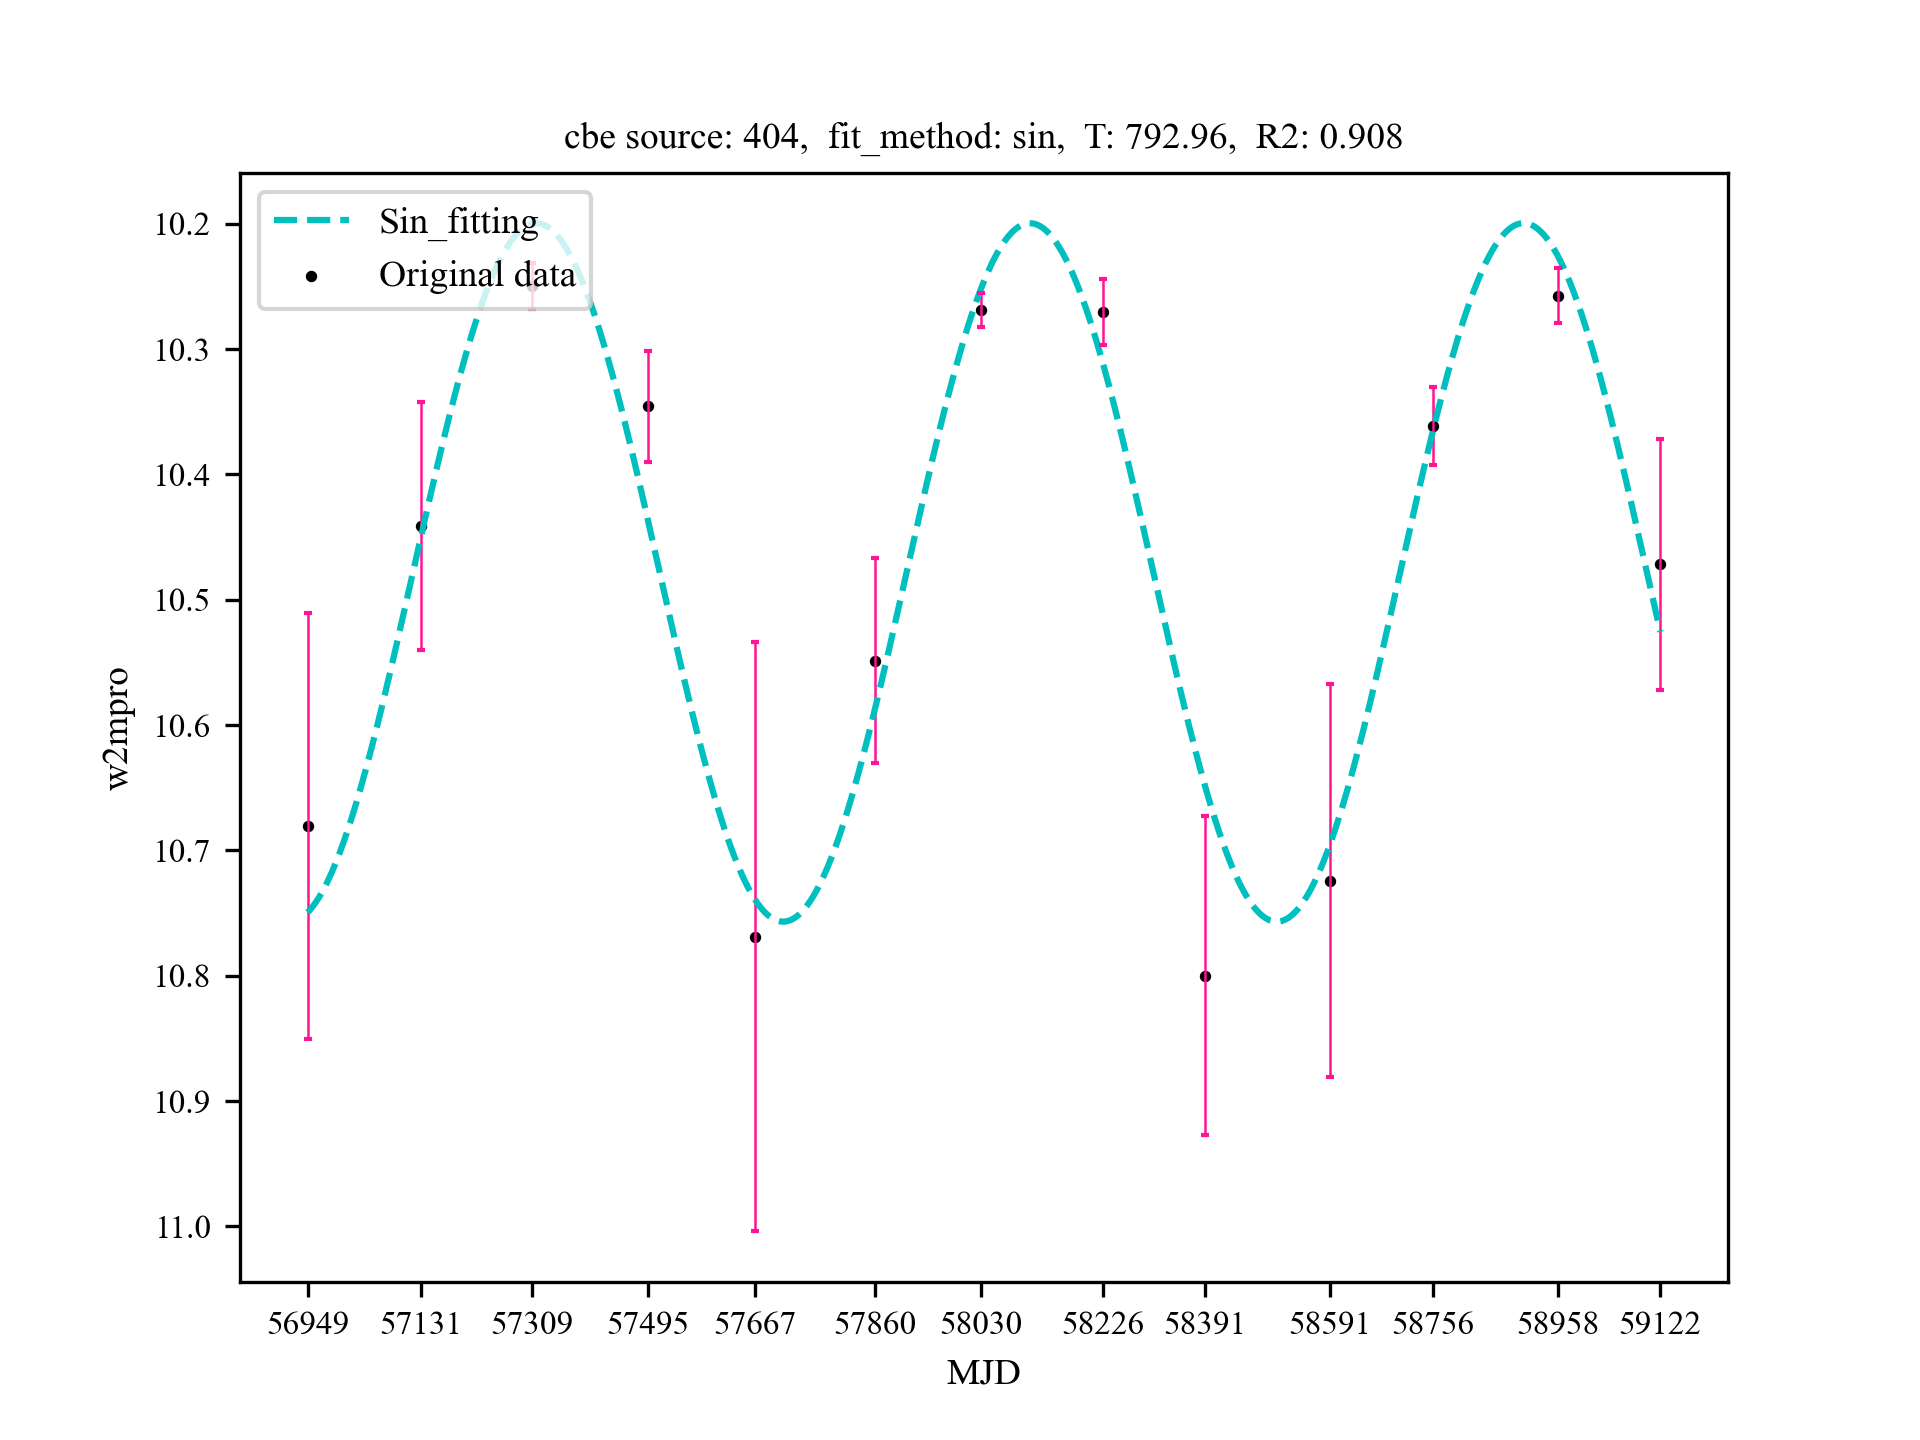 cbe source: 404,  fit_method: sin,  T: 792.96,  R2: 0.908
Sin_fitting
Original data
10.2
10.3
10.4
10.5
10.6
10.7
10.8
10.9
11.0
w2mpro
56949 57131 57309 57495 57667 57860 58030 58226 58391 58591 58756 58958 59122
MJD